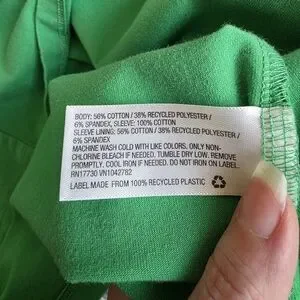 BODY: 56% COTTON / 38% RECYCLED POLYESTER /
6% SPANDEX, SLEEVE: 100% COTTON
SLEEVE LINING: 56% COTTON / 38% RECYCLED POLYESTER
/ 6% SPANDEX
MACHINE WASH COLD WITH LIKE COLORS, ONLY NON-
CHLORINE BLEACH IF NEEDED, TUMBLE DRY LOW. REMOVE
PROMPTLY, COOL IRON IF NEEDED. DO NOT IRON ON LABEL.
RN17730 VN1042782
LABEL MADE FROM 100% RECYCLED PLASTIC